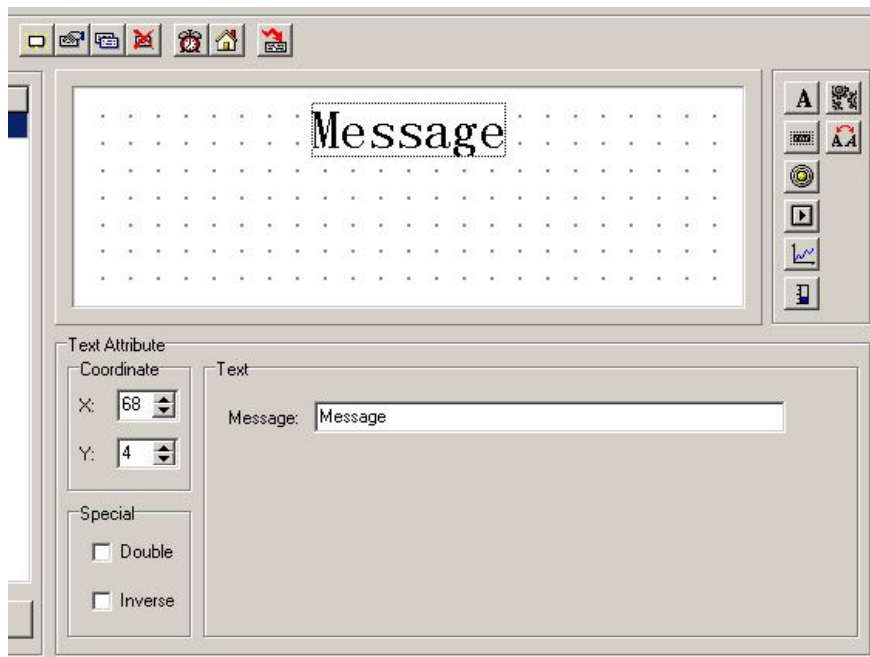 A
Message
A A
Text Attribute
Coordinate
Text
X: 68
Message: Message
Y: 4
Special
Double
Inverse